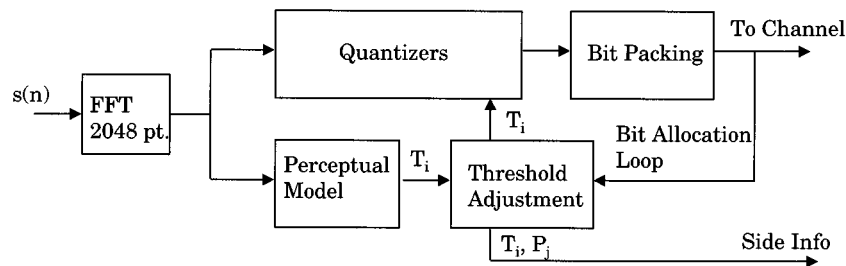 To Channel
Quantizers
Bit Packing
s(n)
FFT
2048 pt.
T_i
Bit Allocation
Loop
Perceptual
Model
T_i
Threshold
Adjustment
T_i, P_j
Side Info